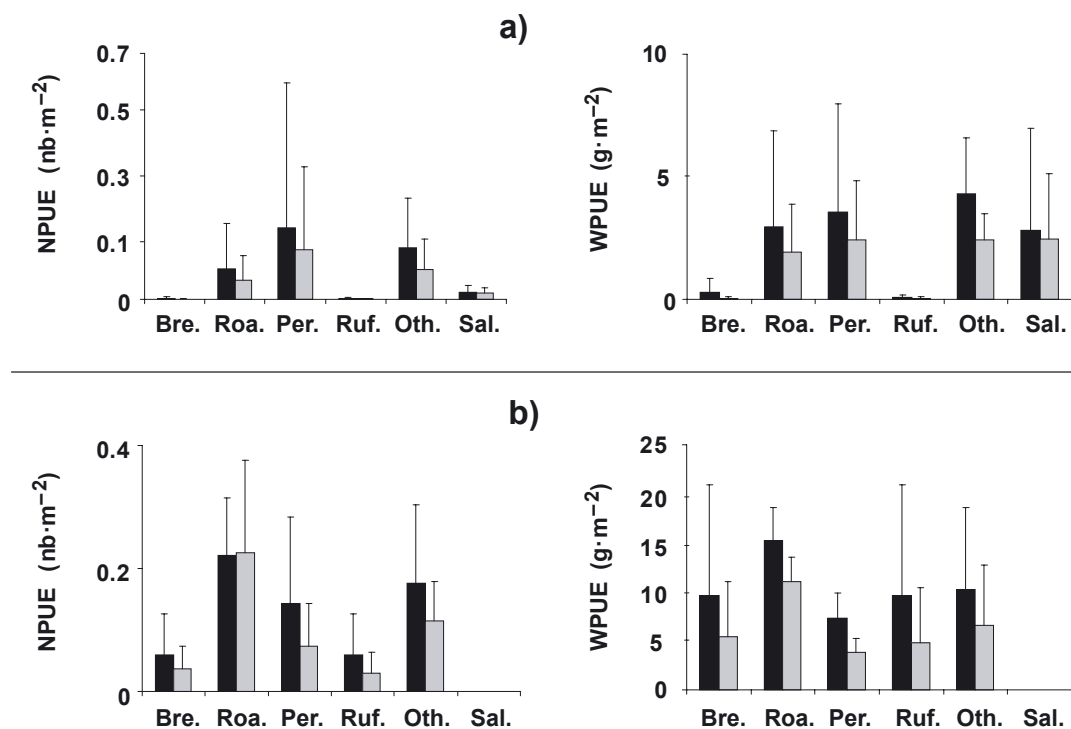 a)
NPUE (nb·m−2)
0.7
0.5
0.3
0.1
0
Bre. Roa. Per. Ruf. Oth. Sal.
WPUE (g·m−2)
10
5
0
Bre. Roa. Per. Ruf. Oth. Sal.
b)
NPUE (nb·m−2)
0.4
0.2
0
Bre. Roa. Per. Ruf. Oth. Sal.
WPUE (g·m−2)
25
20
15
10
5
0
Bre. Roa. Per. Ruf. Oth. Sal.